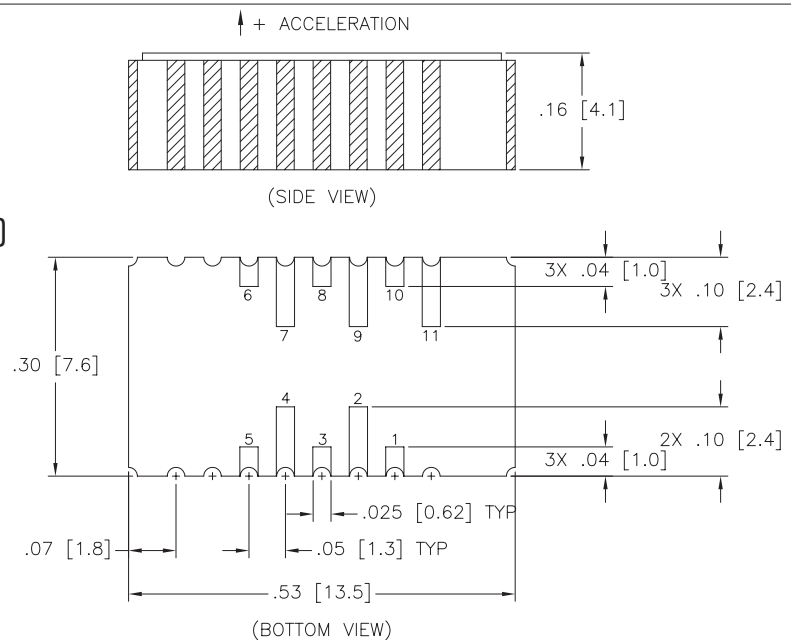 + ACCELERATION
.16 [4.1]
(SIDE VIEW)
]
6 8 10
3X .04 [1.0]
3X .10 [2.4]
7 9 11
.30 [7.6]
4 2
5 3 1
2X .10 [2.4]
3X .04 [1.0]
.025 [0.62] TYP
.07 [1.8]
.05 [1.3] TYP
.53 [13.5]
(BOTTOM VIEW)